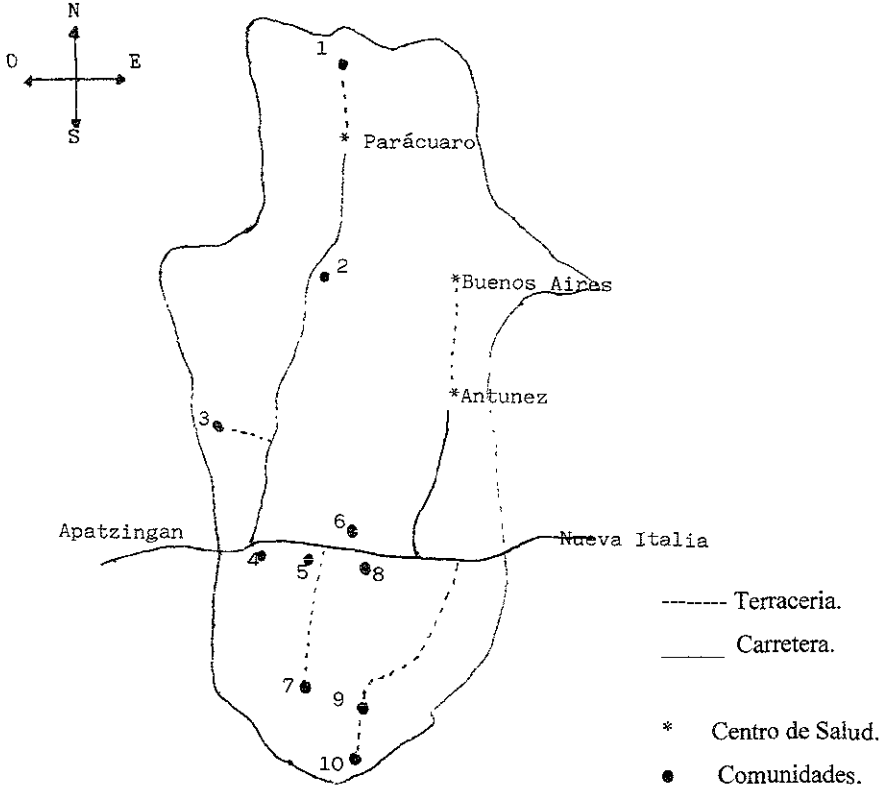 N
O E
S
1
* Parácuaro
2
*Buenos Aires
*Antunez
3
6
Apatzingan
Nueva Italia
4
5
8
7
9
10
------- Terraceria.
_____ Carretera.
* Centro de Salud.
● Comunidades.